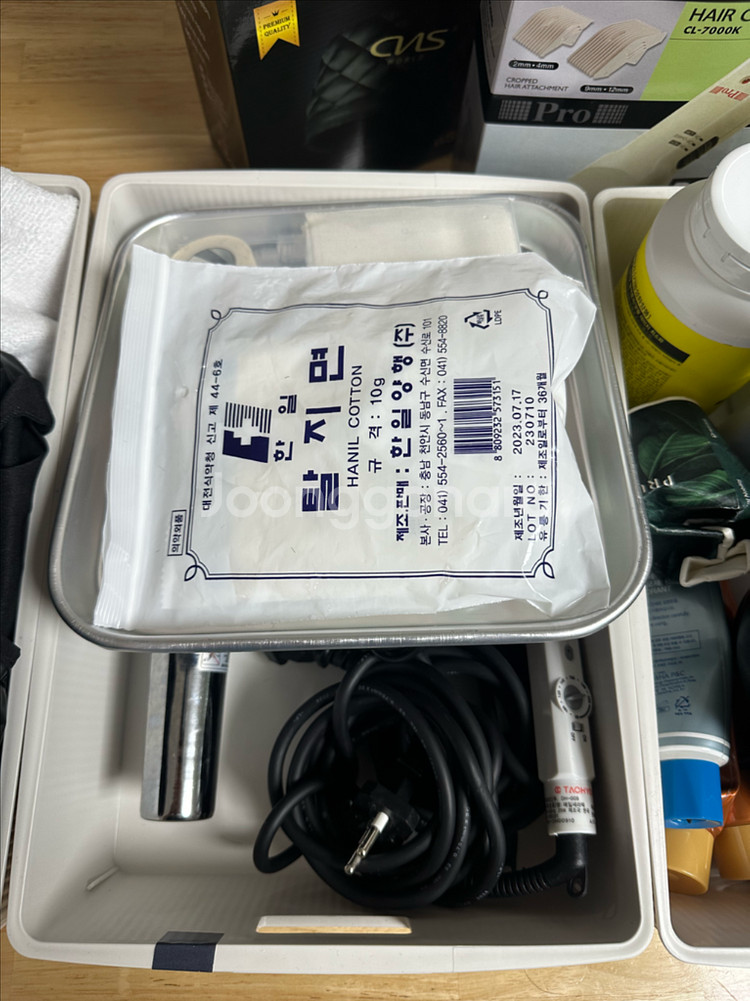 PREMIUM
QUALITY
CMS
HAIR C
CL-7000K
2mm • 4mm
9mm • 12mm
CROPPED
HAIR ATTACHMENT
Pro
Pro
의약외품
대전식약청 신고 제 44-6호
한일
탈지면
HANIL COTTON
규 격 : 10g
제조판매 : 한일양행(주)
본사·공장 : 충남 천안시 동남구 수신면 수신로 101
TEL : 041) 554-2560~1. FAX : 041) 554-8820
8 809232 573151
제조년월일 : 2023.07.17
LOT NO : 230710
유통기한 : 제조일로부터 36개월
LDPE
joonggonara
PRE
TACH